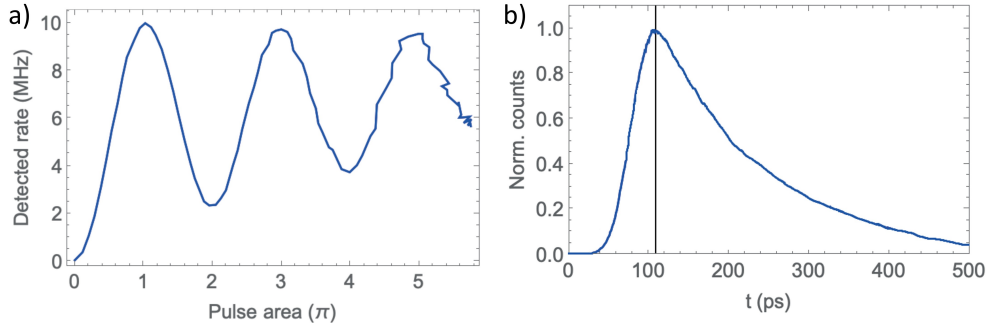 a)
Detected rate (MHz)
10
8
6
4
2
0
0 1 2 3 4 5
Pulse area (π)
b)
Norm. counts
1.0
0.8
0.6
0.4
0.2
0.0
0 100 200 300 400 500
t (ps)